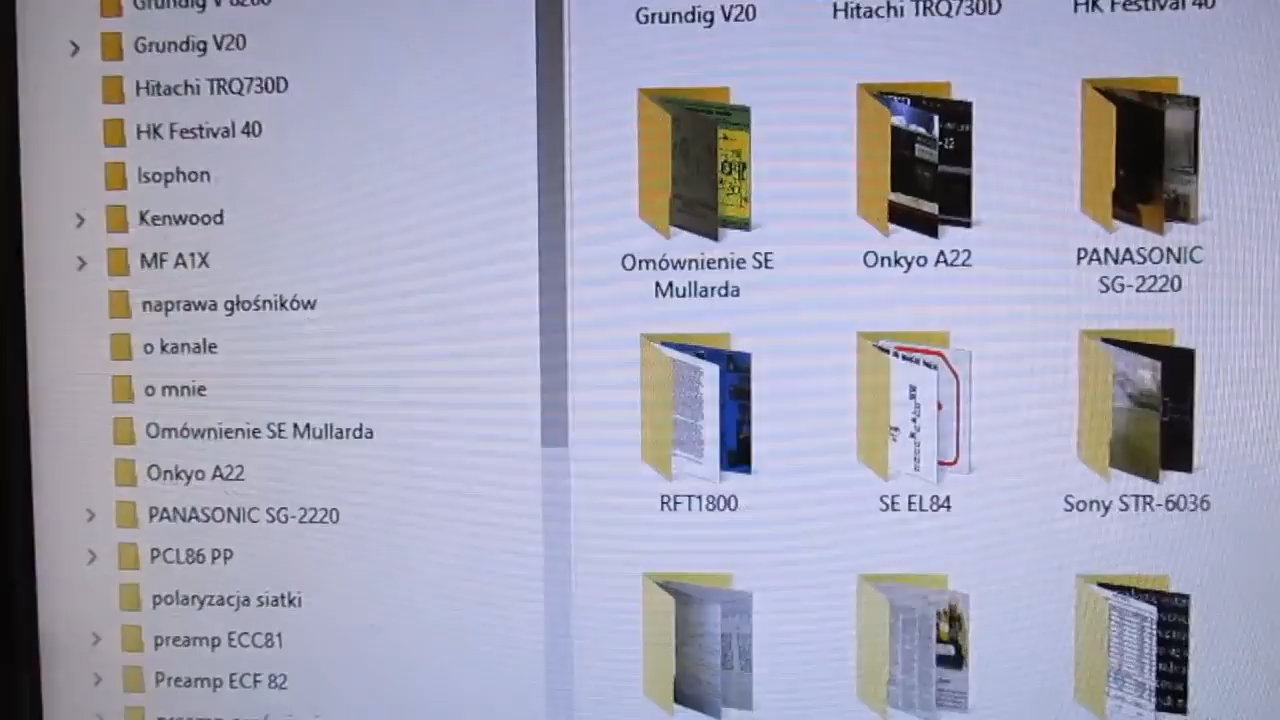 Grundig V20
Hitachi TRQ730D
HK Festival 40
Isophon
Kenwood
MF A1X
naprawa głośników
o kanale
o mnie
Omównienie SE Mullarda
Onkyo A22
PANASONIC SG-2220
PCL86 PP
polaryzacja siatki
preamp ECC81
Preamp ECF 82
Grundig V20
Hitachi TRQ730D
HK Festival 40
Omównienie SE
Mullarda
Onkyo A22
PANASONIC
SG-2220
RFT1800
SE EL84
Sony STR-6036